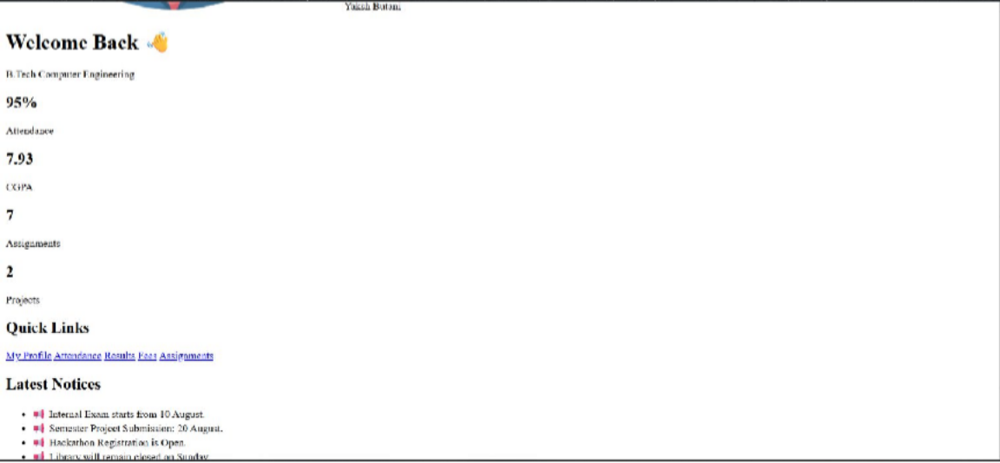 Yaksh Butani
Welcome Back 👋
B.Tech Computer Engineering
95%
Attendance
7.93
CGPA
7
Assignments
2
Projects
Quick Links
My Profile Attendance Results Fees Assignments
Latest Notices
• 📢 Internal Exam starts from 10 August.
• 📢 Semester Project Submission: 20 August.
• 📢 Hackathon Registration is Open.
• 📢 Library will remain closed on Sunday